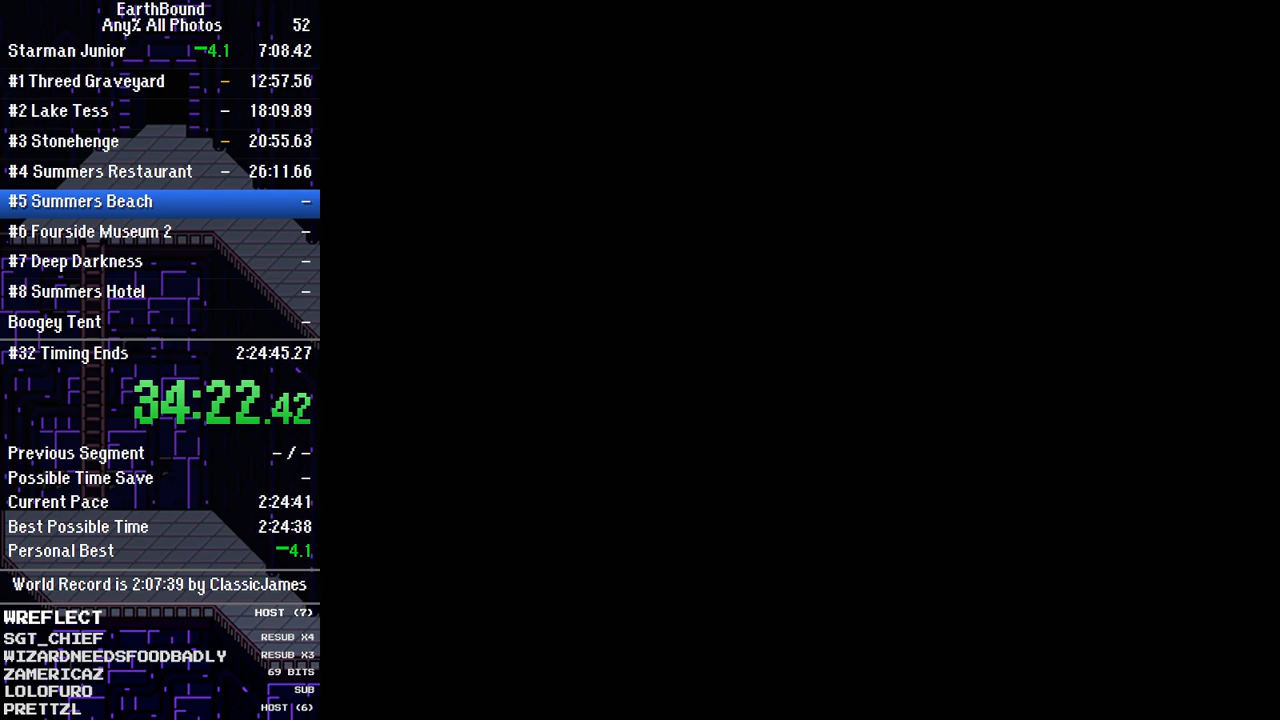 EarthBound
Any% All Photos 52
Starman Junior −4.1 7:08.42
#1 Threed Graveyard – 12:57.56
#2 Lake Tess – 18:09.89
#3 Stonehenge – 20:55.63
#4 Summers Restaurant – 26:11.66
#5 Summers Beach –
#6 Fourside Museum 2 –
#7 Deep Darkness –
#8 Summers Hotel –
Boogey Tent –
#32 Timing Ends 2:24:45.27
34:22.42
Previous Segment – / –
Possible Time Save –
Current Pace 2:24:41
Best Possible Time 2:24:38
Personal Best −4.1
World Record is 2:07:39 by ClassicJames
WREFLECT HOST (7)
SGT_CHIEF RESUB X4
WIZARDNEEDSFOODBADLY RESUB X3
ZAMERICAZ 69 BITS
LOLOFURO SUB
PRETTZL HOST (6)